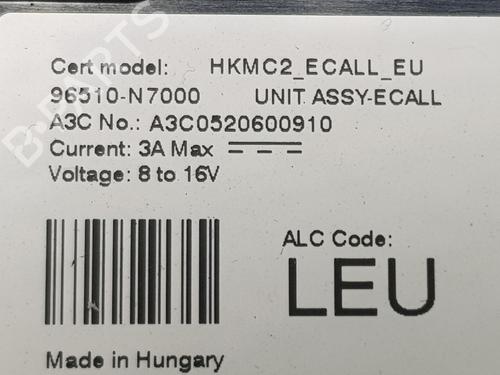 Cert model: HKMC2_ECALL_EU
96510-N7000 UNIT ASSY-ECALL
A3C No.: A3C0520600910
Current: 3A Max
Voltage: 8 to 16V
ALC Code:
LEU
Made in Hungary
B-PARTS